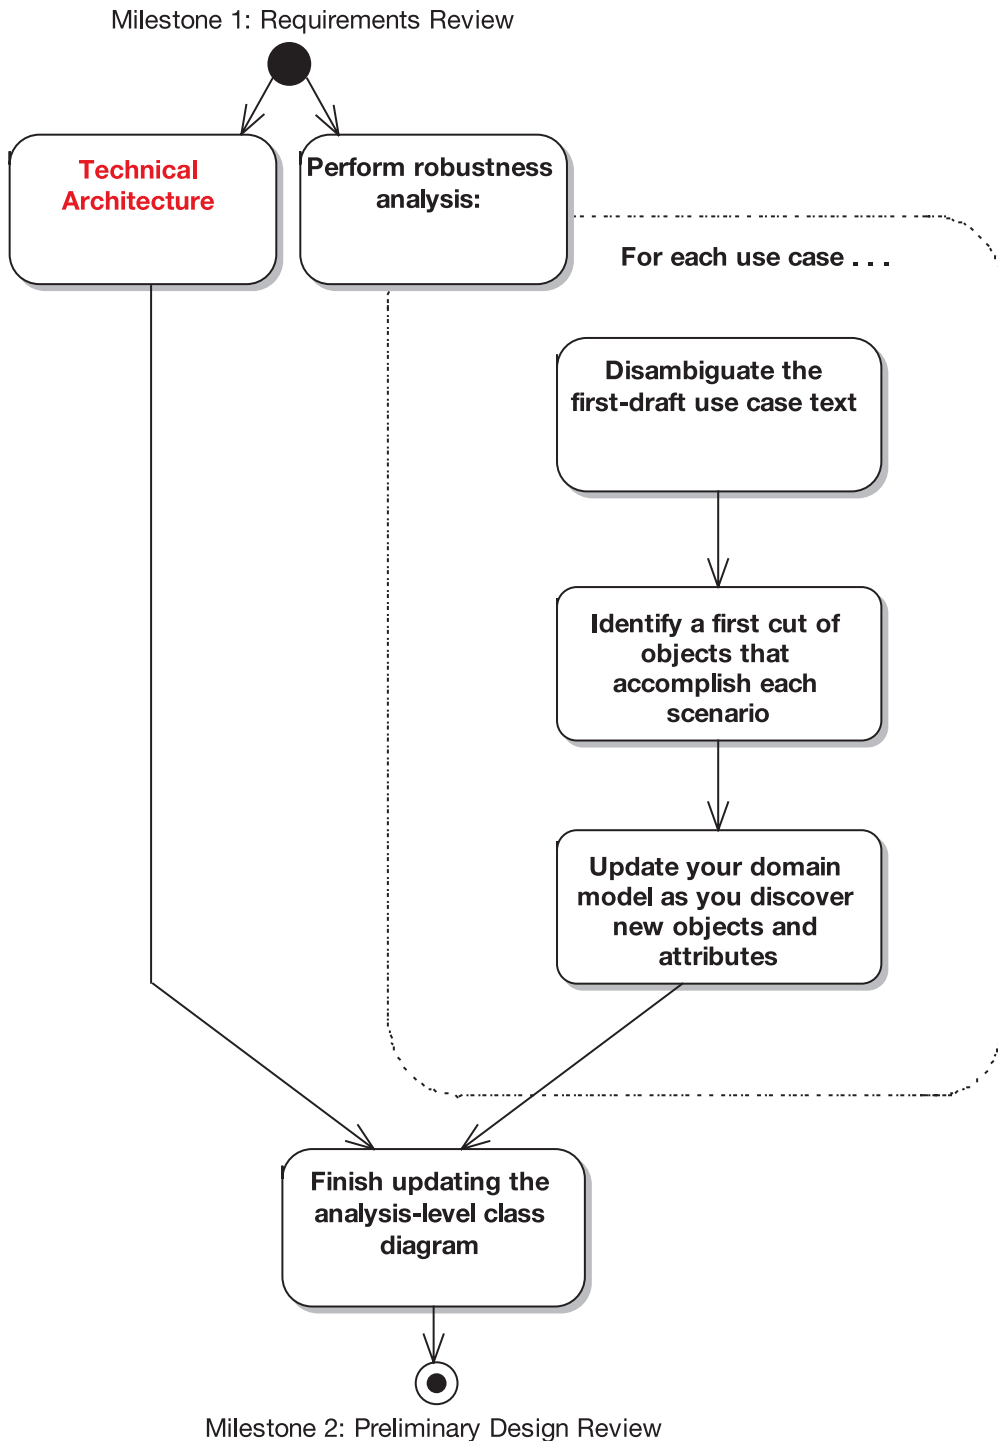 Milestone 1: Requirements Review
Technical
Architecture
Perform robustness
analysis:
For each use case . . .
Disambiguate the
first-draft use case text
Identify a first cut of
objects that
accomplish each
scenario
Update your domain
model as you discover
new objects and
attributes
Finish updating the
analysis-level class
diagram
Milestone 2: Preliminary Design Review